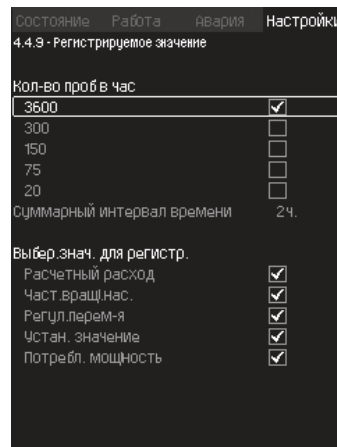 Состояние Работа Авария Настройки
4.4.9 - Регистрируемое значение
Кол-во проб в час
3600
300
150
75
20
Суммарный интервал времени 2ч.
Выбер.знач. для регистр.
Расчетный расход
Част.вращ.нас.
Регул.перем-я
Устан. значение
Потребл. мощность